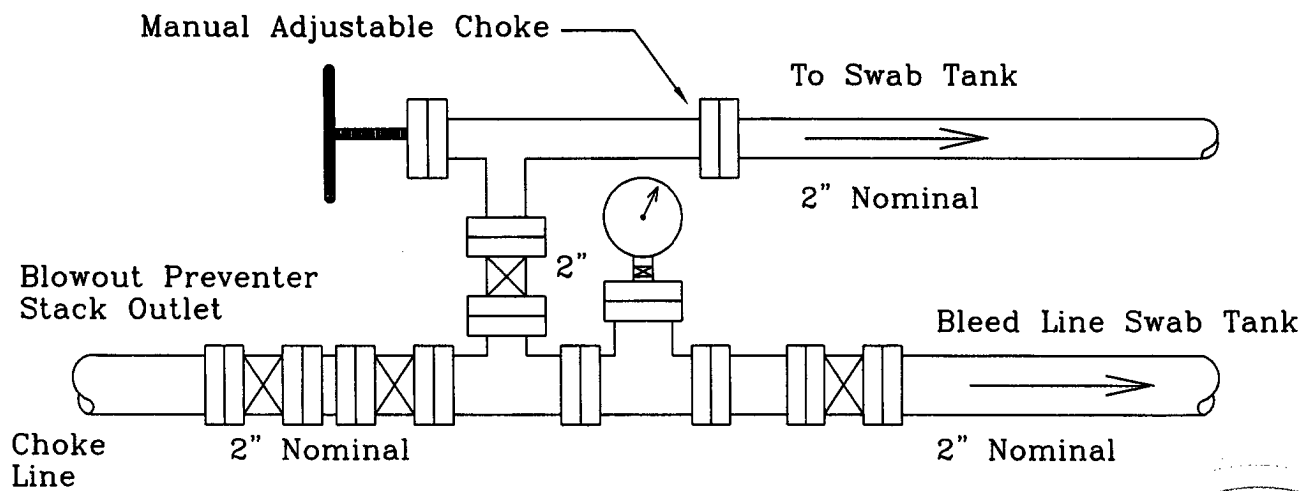 Manual Adjustable Choke
To Swab Tank
2" Nominal
2"
Blowout Preventer
Stack Outlet
Bleed Line Swab Tank
Choke
Line
2" Nominal
2" Nominal